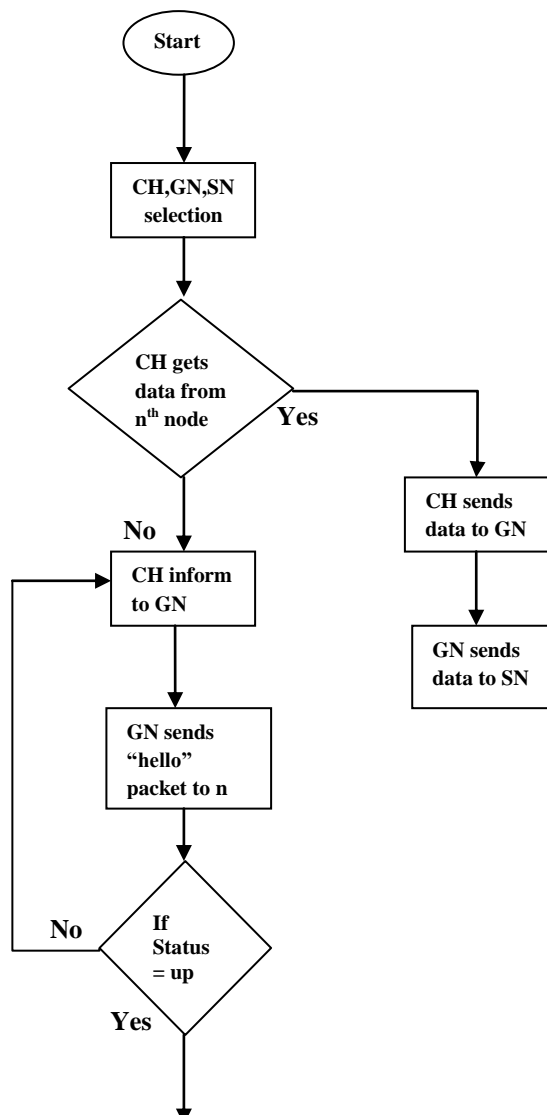 Start
CH,GN,SN
selection
CH gets
data from
nth node
Yes
CH sends
data to GN
GN sends
data to SN
No
CH inform
to GN
GN sends
“hello”
packet to n
If
Status
= up
No
Yes